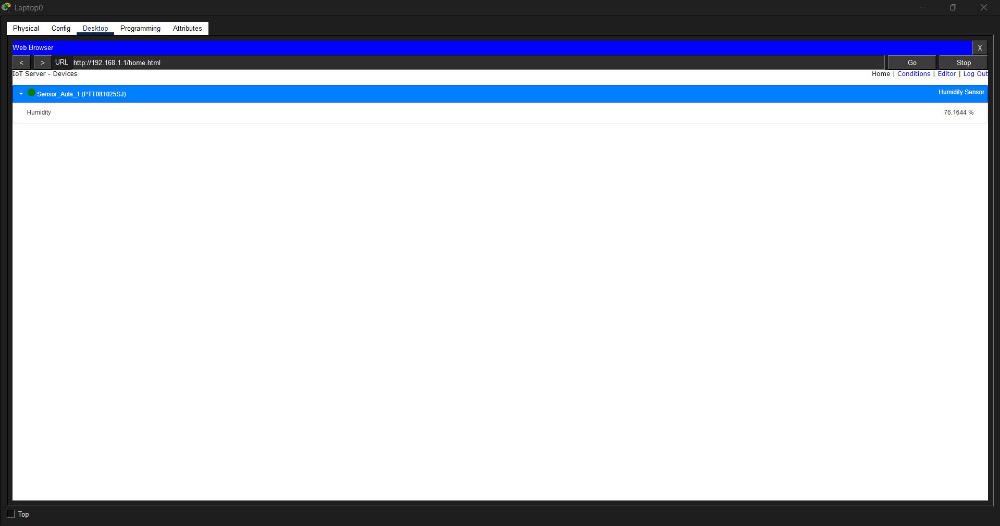 Laptop0
Physical Config Desktop Programming Attributes
Web Browser X
< > URL http://192.168.1.1/home.html Go Stop
IoT Server - Devices Home | Conditions | Editor | Log Out
Sensor_Aula_1 (PTT081025SJ) Humidity Sensor
Humidity 76.1644 %
Top